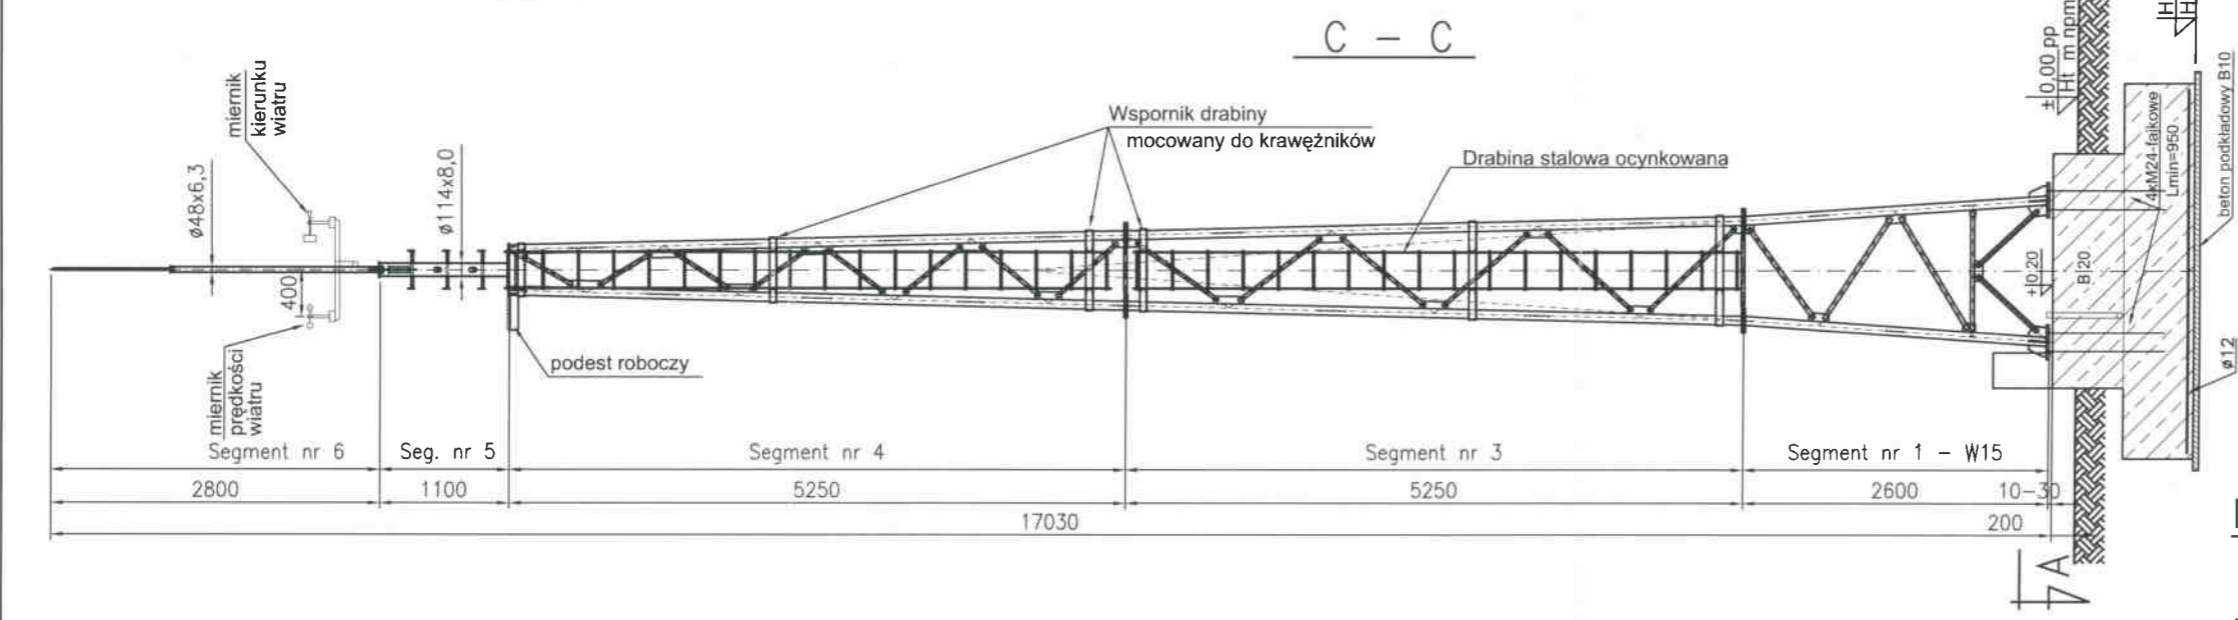 C – C
miernik
kierunku
wiatru
ø48x6,3
ø114x8,0
400
miernik
prędkości
wiatru
podest roboczy
Wspornik drabiny
mocowany do krawężników
Drabina stalowa ocynkowana
±0,00 pp
Ht m npm
H
H
4xM24-fajkowe
Lmin=950
beton podkładowy B10
+0,20
B 20
ø12
Segment nr 6
Seg. nr 5
Segment nr 4
Segment nr 3
Segment nr 1 – W15
2800
1100
5250
5250
2600
10–30
17030
200
A